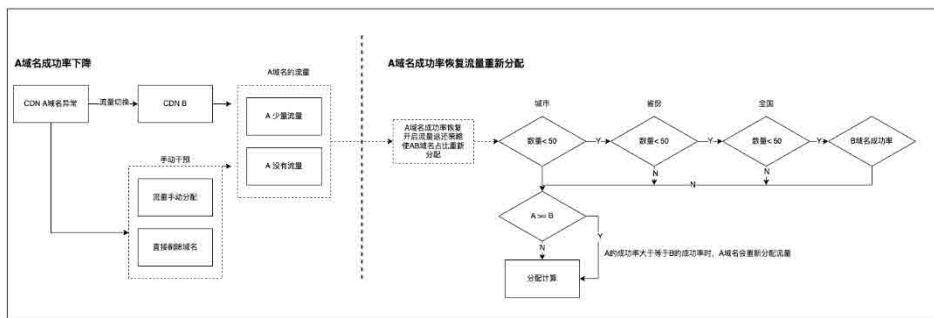 A域名成功率下降
CDN A域名异常
流量切换
CDN B
A域名的流量
A 少量流量
A 没有流量
手动干预
流量手动分配
直接删除域名
A域名成功率恢复流量重新分配
A域名成功率恢复
开启流量返还策略
使AB域名占比重新
分配
城市
数量< 50
Y
省份
数量< 50
Y
全国
数量< 50
Y
B域名成功率
N
N
N
A >= B
Y
N
A的成功率大于等于B的成功率时，A域名会重新分配流量
分配计算